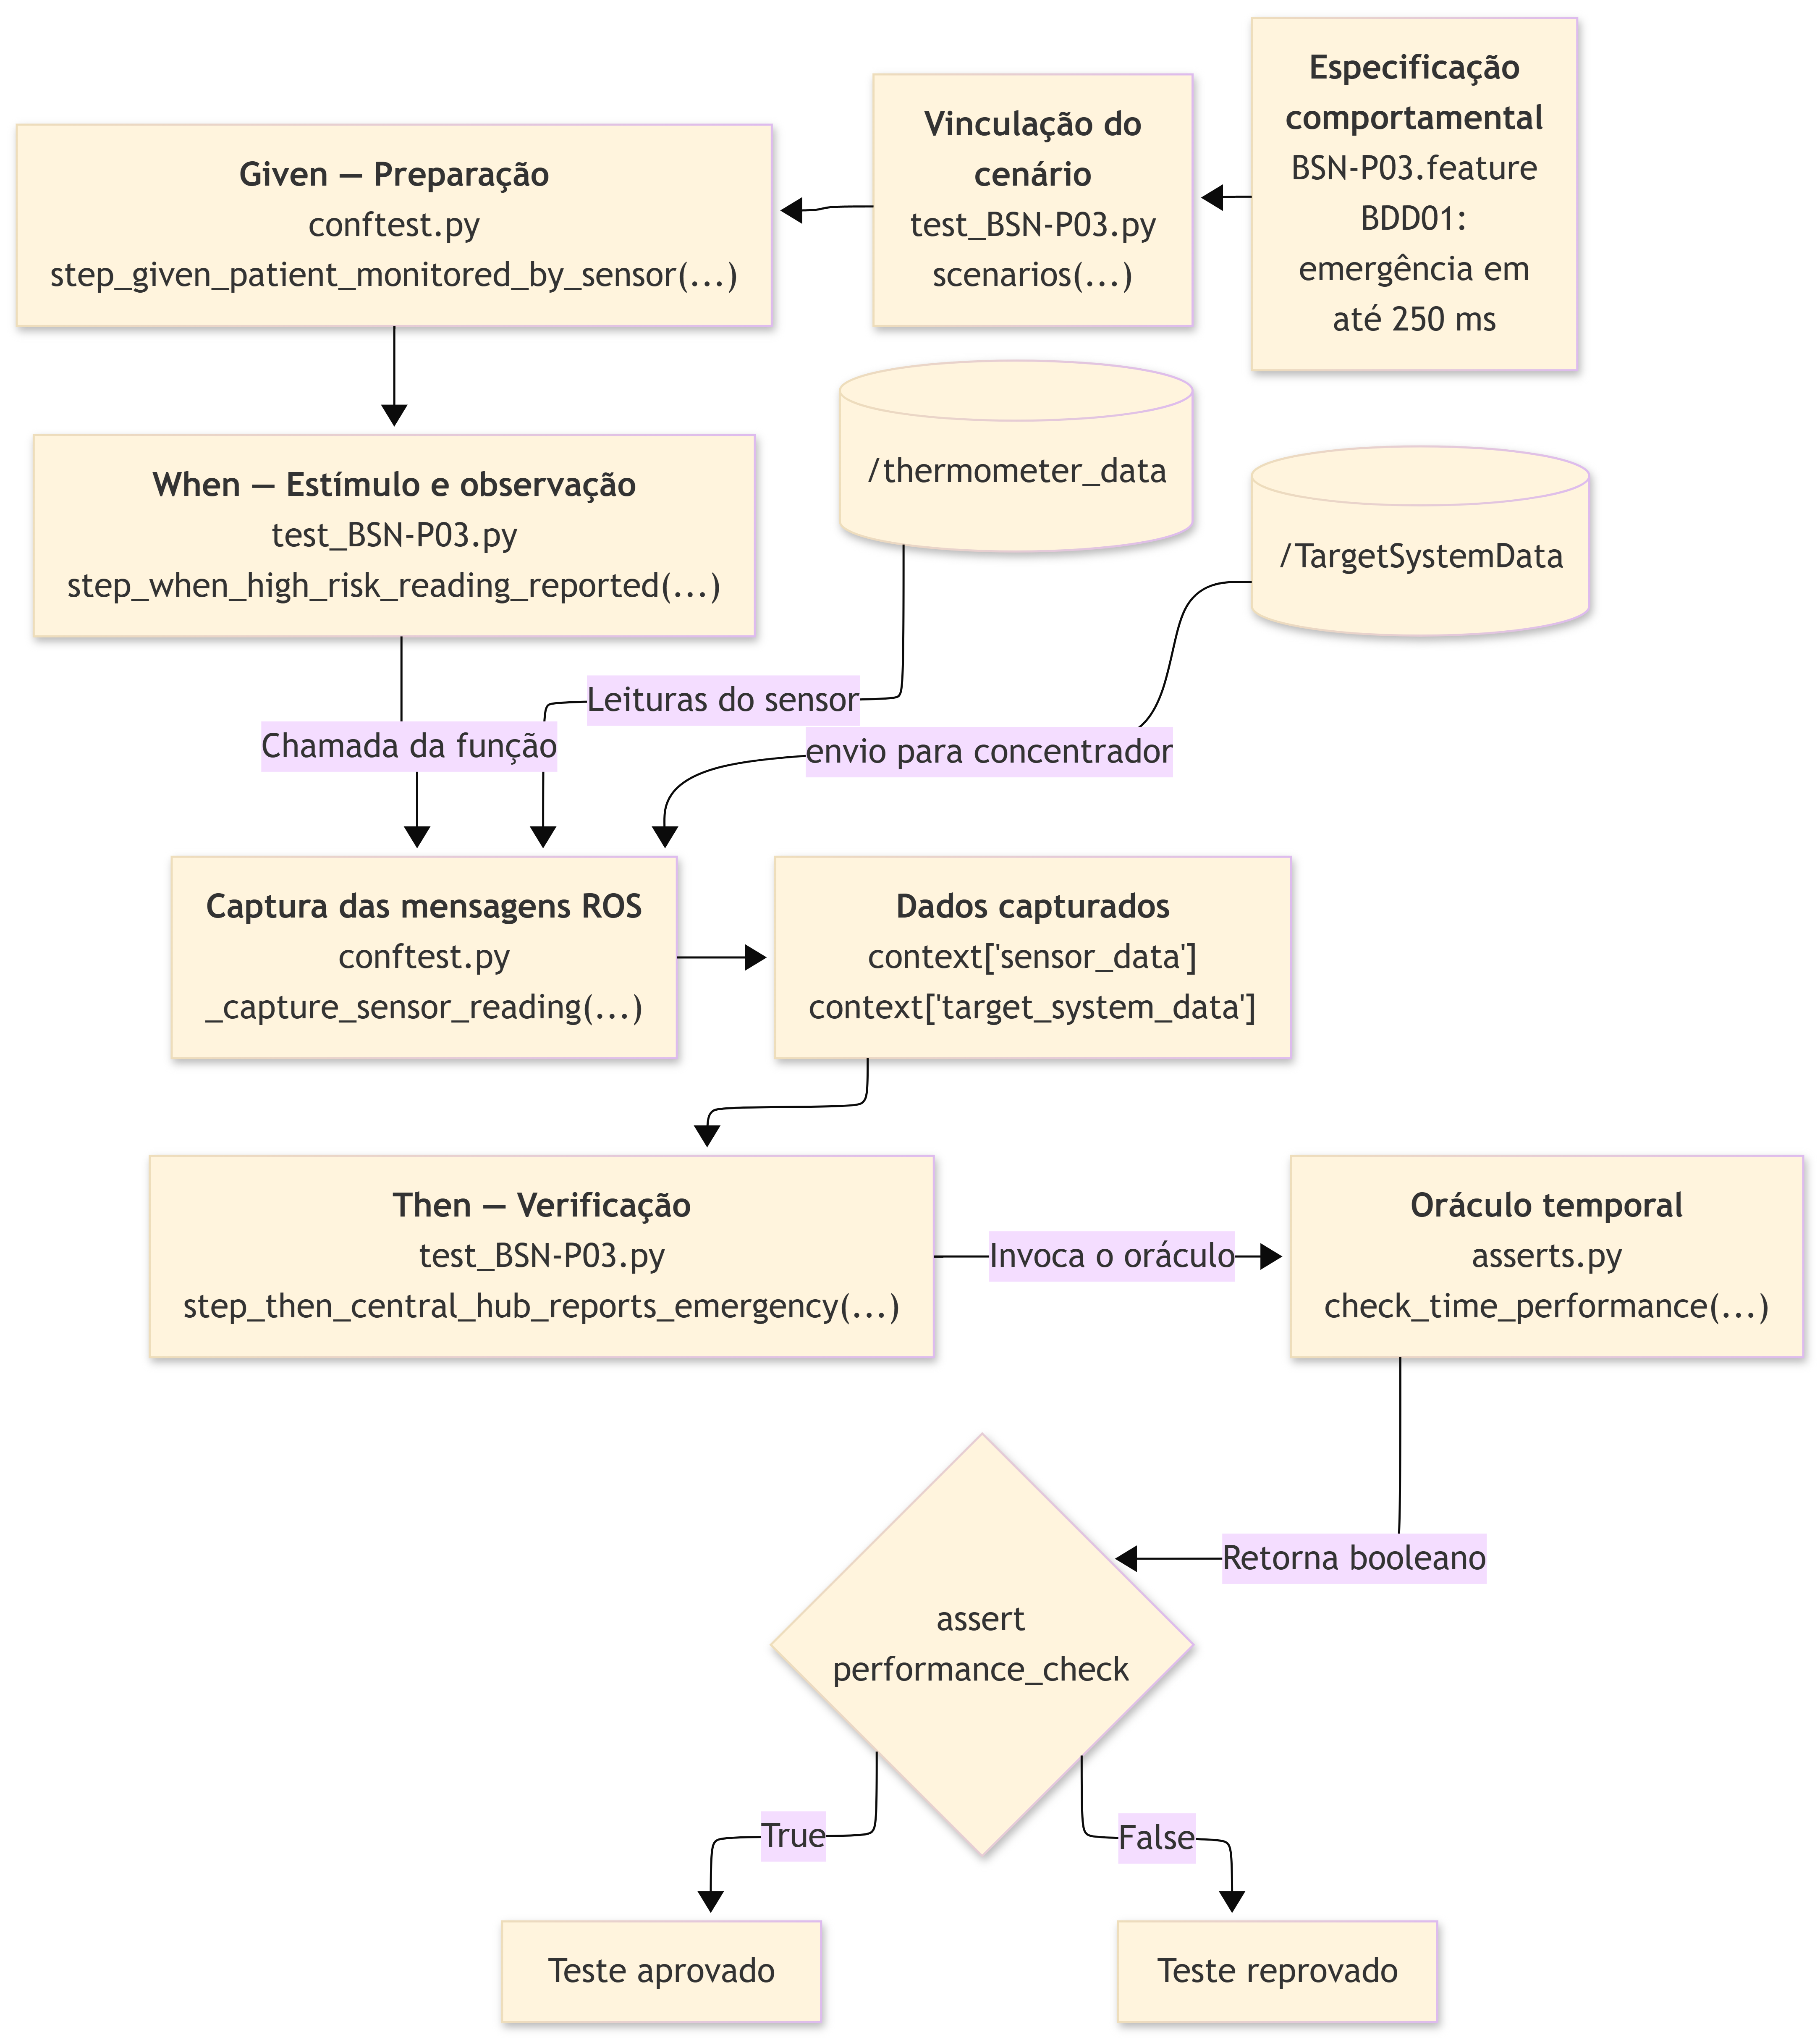 Especificação
comportamental
BSN-P03.feature
BDD01:
emergência em
até 250 ms
Vinculação do
cenário
test_BSN-P03.py
scenarios(...)
Given — Preparação
conftest.py
step_given_patient_monitored_by_sensor(...)
When — Estímulo e observação
test_BSN-P03.py
step_when_high_risk_reading_reported(...)
/thermometer_data
/TargetSystemData
Leituras do sensor
Chamada da função
envio para concentrador
Captura das mensagens ROS
conftest.py
_capture_sensor_reading(...)
Dados capturados
context['sensor_data']
context['target_system_data']
Then — Verificação
test_BSN-P03.py
step_then_central_hub_reports_emergency(...)
Invoca o oráculo
Oráculo temporal
asserts.py
check_time_performance(...)
Retorna booleano
assert
performance_check
True
False
Teste aprovado
Teste reprovado